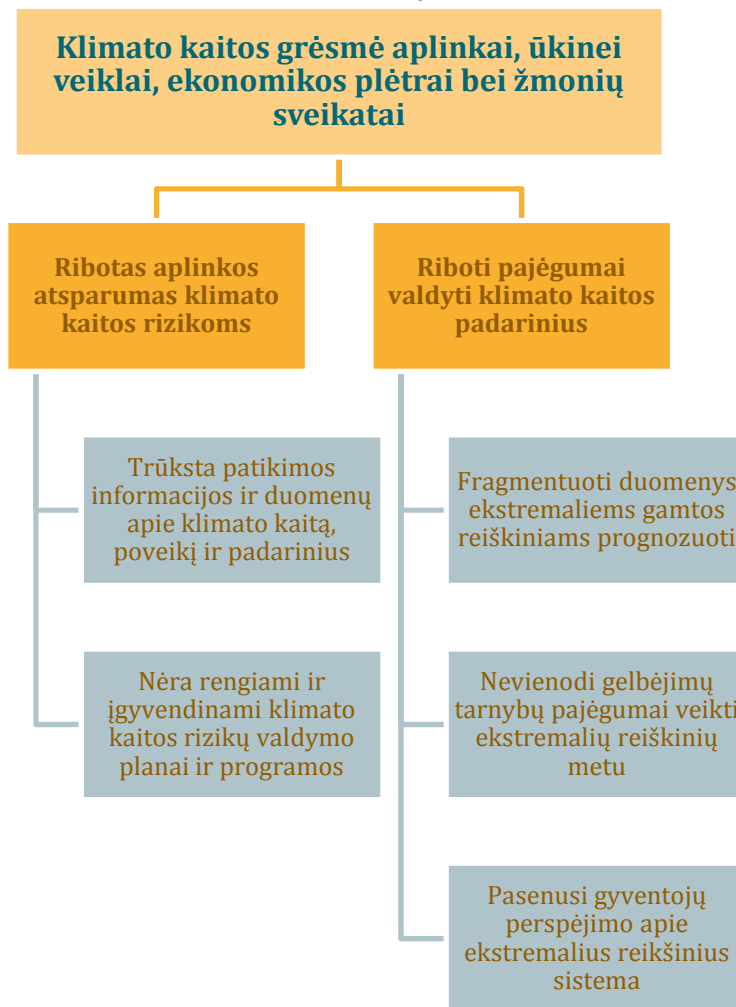 Klimato kaitos grėsmė aplinkai, ūkinei
veiklai, ekonomikos plėtrai bei žmonių
sveikatai
Ribotas aplinkos
atsparumas klimato
kaitos rizikoms
Riboti pajėgumai
valdyti klimato kaitos
padarinius
Trūksta patikimos
informacijos ir duomenų
apie klimato kaitą,
poveikį ir padarinius
Nėra rengiami ir
įgyvendinami klimato
kaitos rizikų valdymo
planai ir programos
Fragmentuoti duomenys
ekstremaliems gamtos
reiškiniams prognozuoti
Nevienodi gelbėjimų
tarnybų pajėgumai veikti
ekstremalių reiškinių
metu
Pasenusi gyventojų
perspėjimo apie
ekstremalius reikšinius
sistema